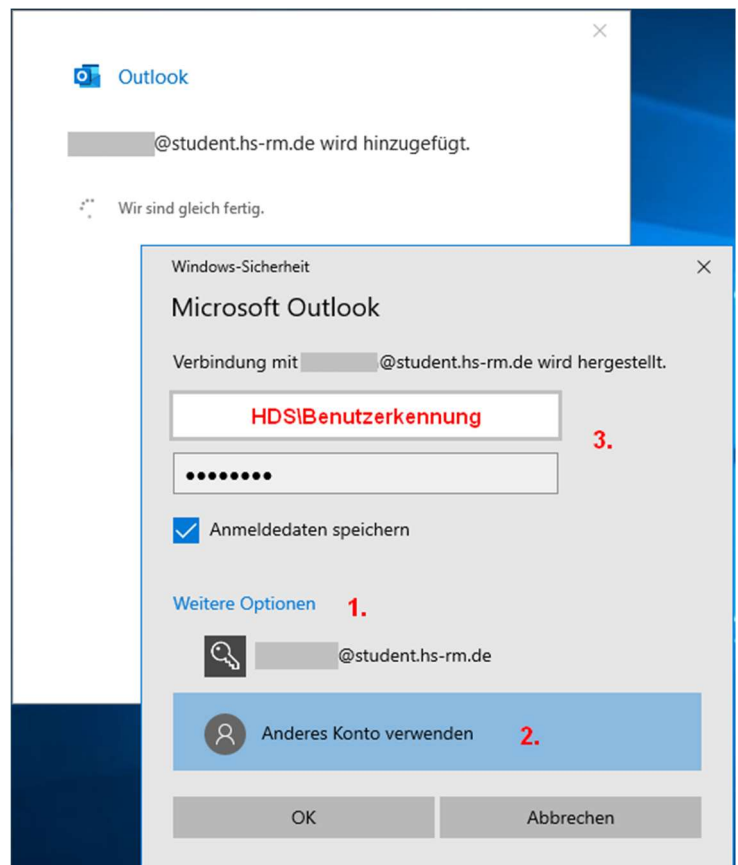 Outlook
@student.hs-rm.de wird hinzugefügt.
Wir sind gleich fertig.
Windows-Sicherheit
Microsoft Outlook
Verbindung mit @student.hs-rm.de wird hergestellt.
HDS\Benutzerkennung
3.
••••••••
Anmeldedaten speichern
Weitere Optionen 1.
@student.hs-rm.de
Anderes Konto verwenden 2.
OK Abbrechen